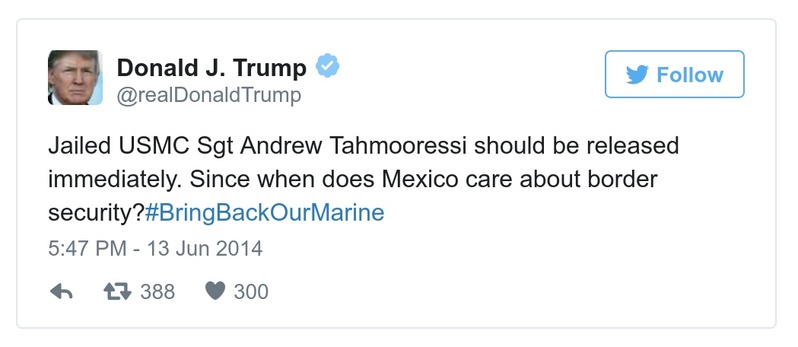 Donald J. Trump
@realDonaldTrump
Follow
Jailed USMC Sgt Andrew Tahmooressi should be released
immediately. Since when does Mexico care about border
security?#BringBackOurMarine
5:47 PM - 13 Jun 2014
388
300